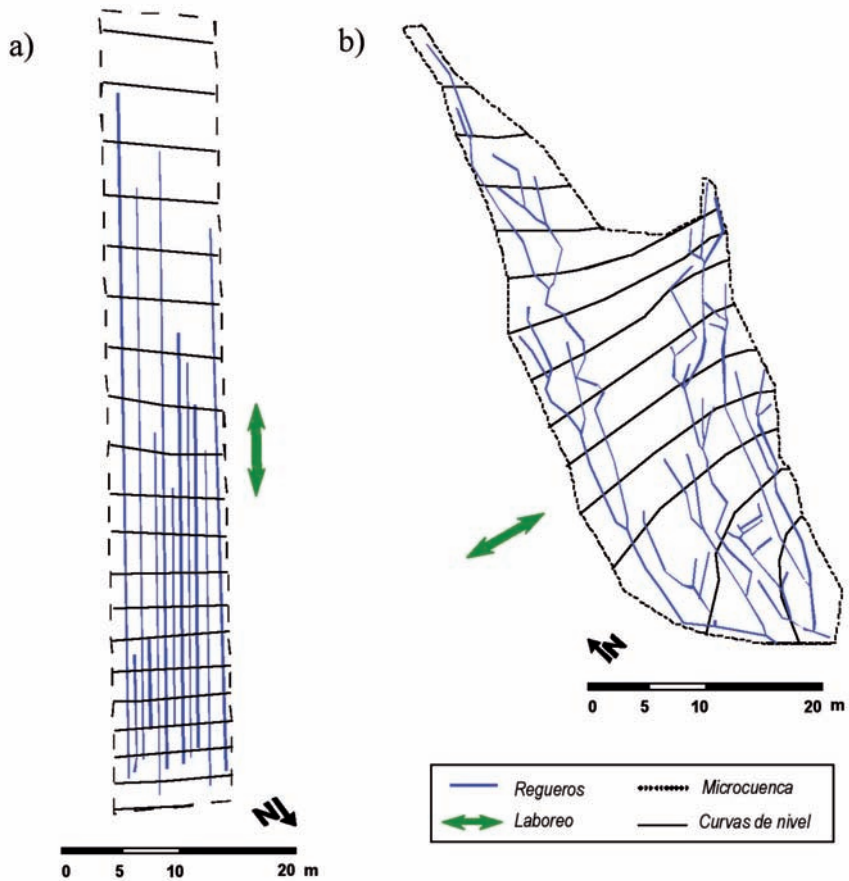 a)
b)
N
0 5 10 20 m
N
0 5 10 20 m
Regueros
Microcuenca
Laboreo
Curvas de nivel